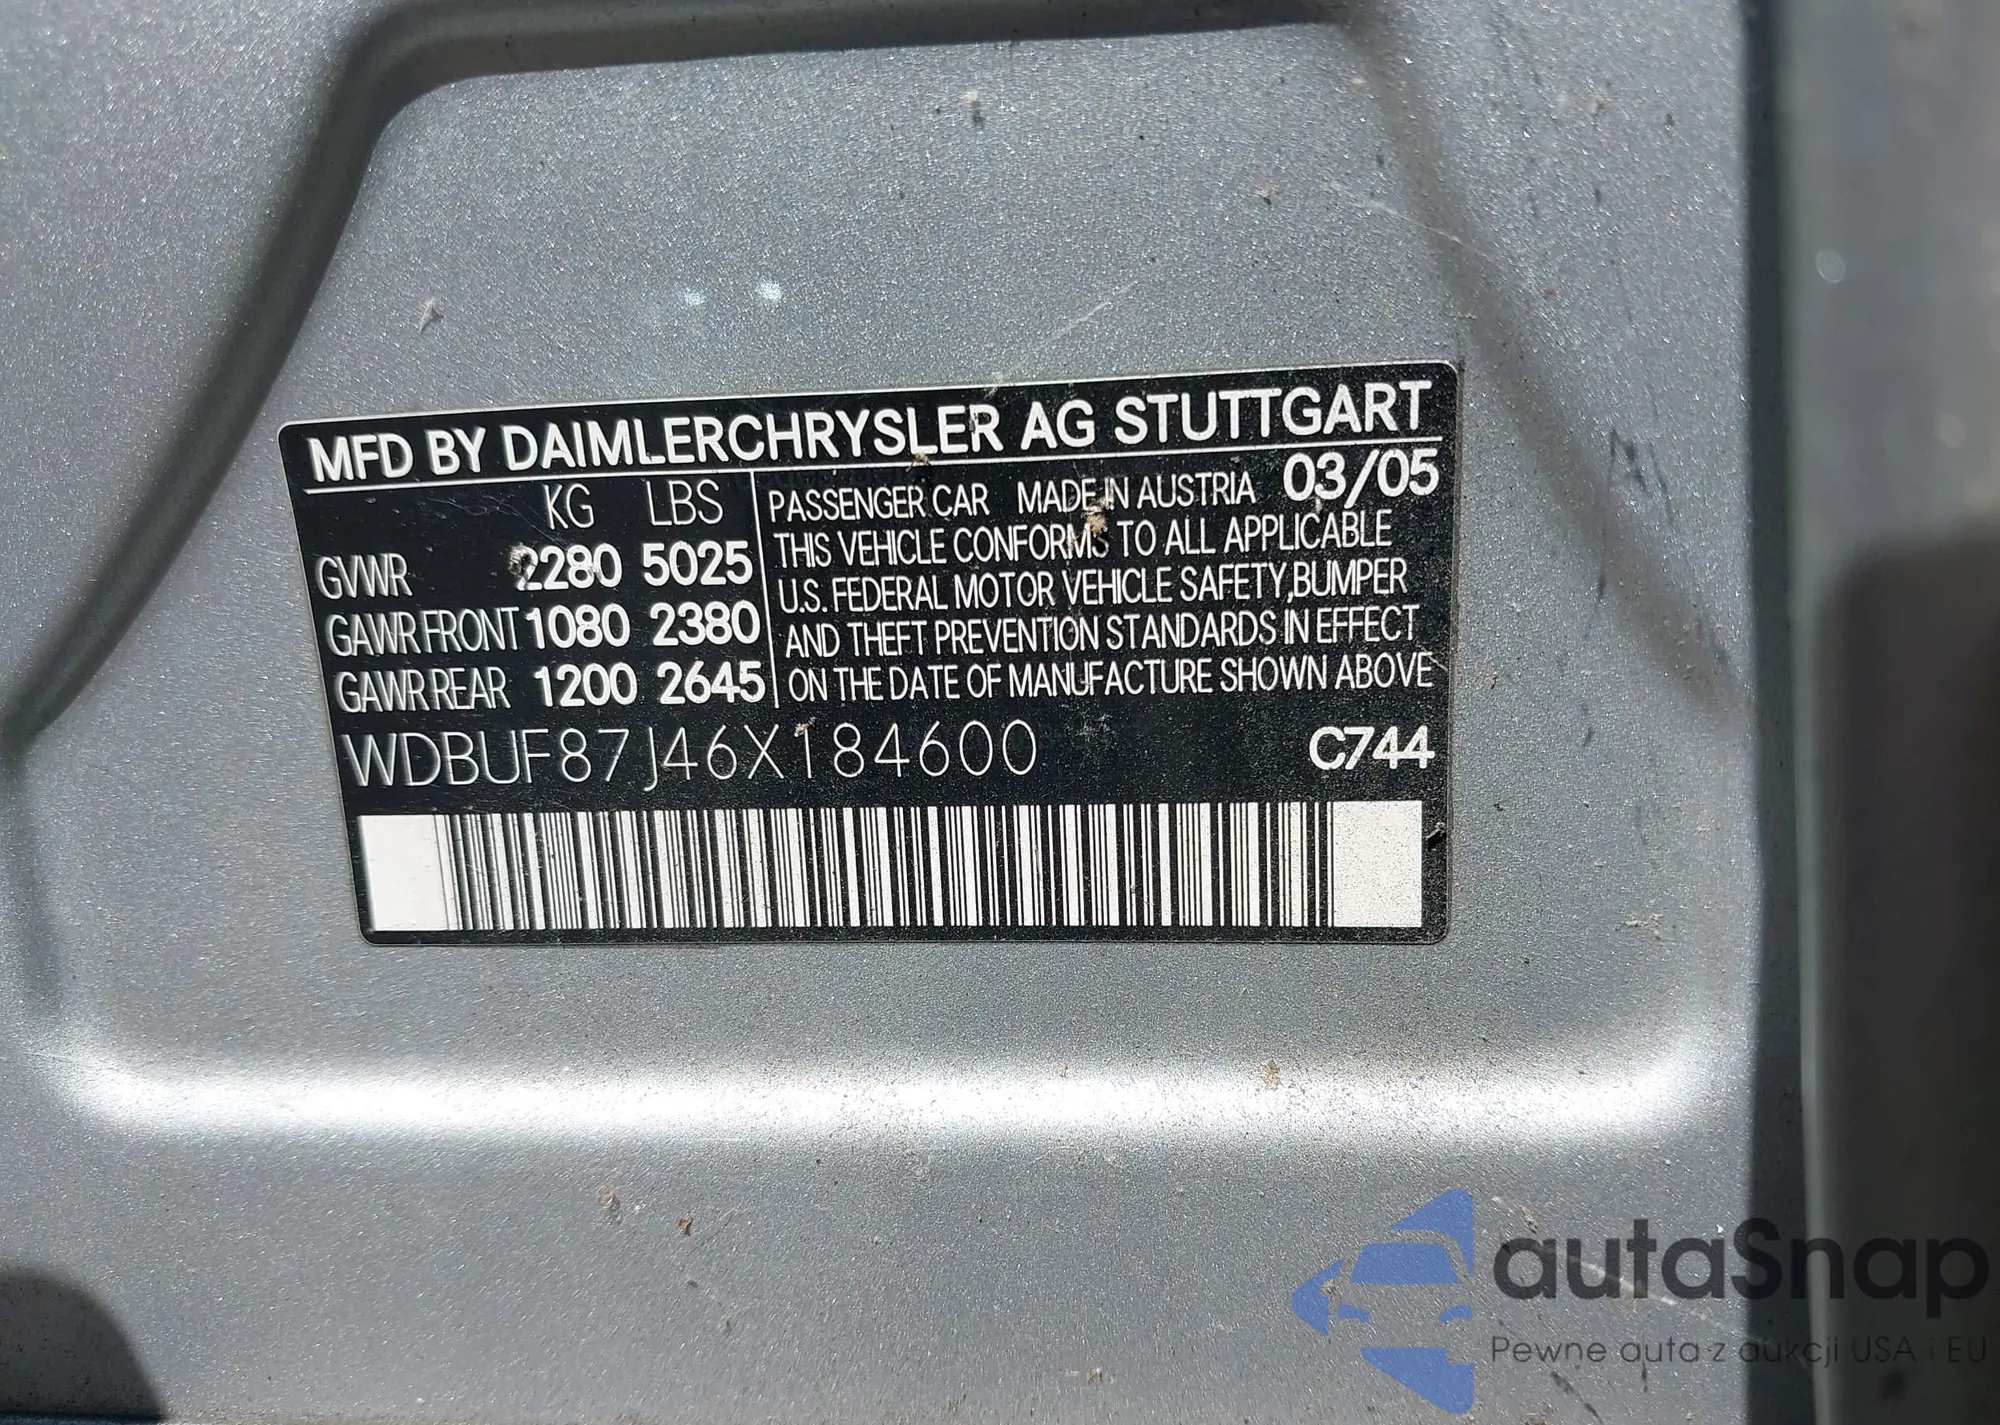 MFD BY DAIMLERCHRYSLER AG STUTTGART
KG LBS
GVWR 2280 5025
GAWR FRONT 1080 2380
GAWR REAR 1200 2645
PASSENGER CAR MADE IN AUSTRIA 03/05
THIS VEHICLE CONFORMS TO ALL APPLICABLE
U.S. FEDERAL MOTOR VEHICLE SAFETY, BUMPER
AND THEFT PREVENTION STANDARDS IN EFFECT
ON THE DATE OF MANUFACTURE SHOWN ABOVE
WDBUF87J46X184600 C744
autaSnap
Pewne auta z aukcji USA i EU